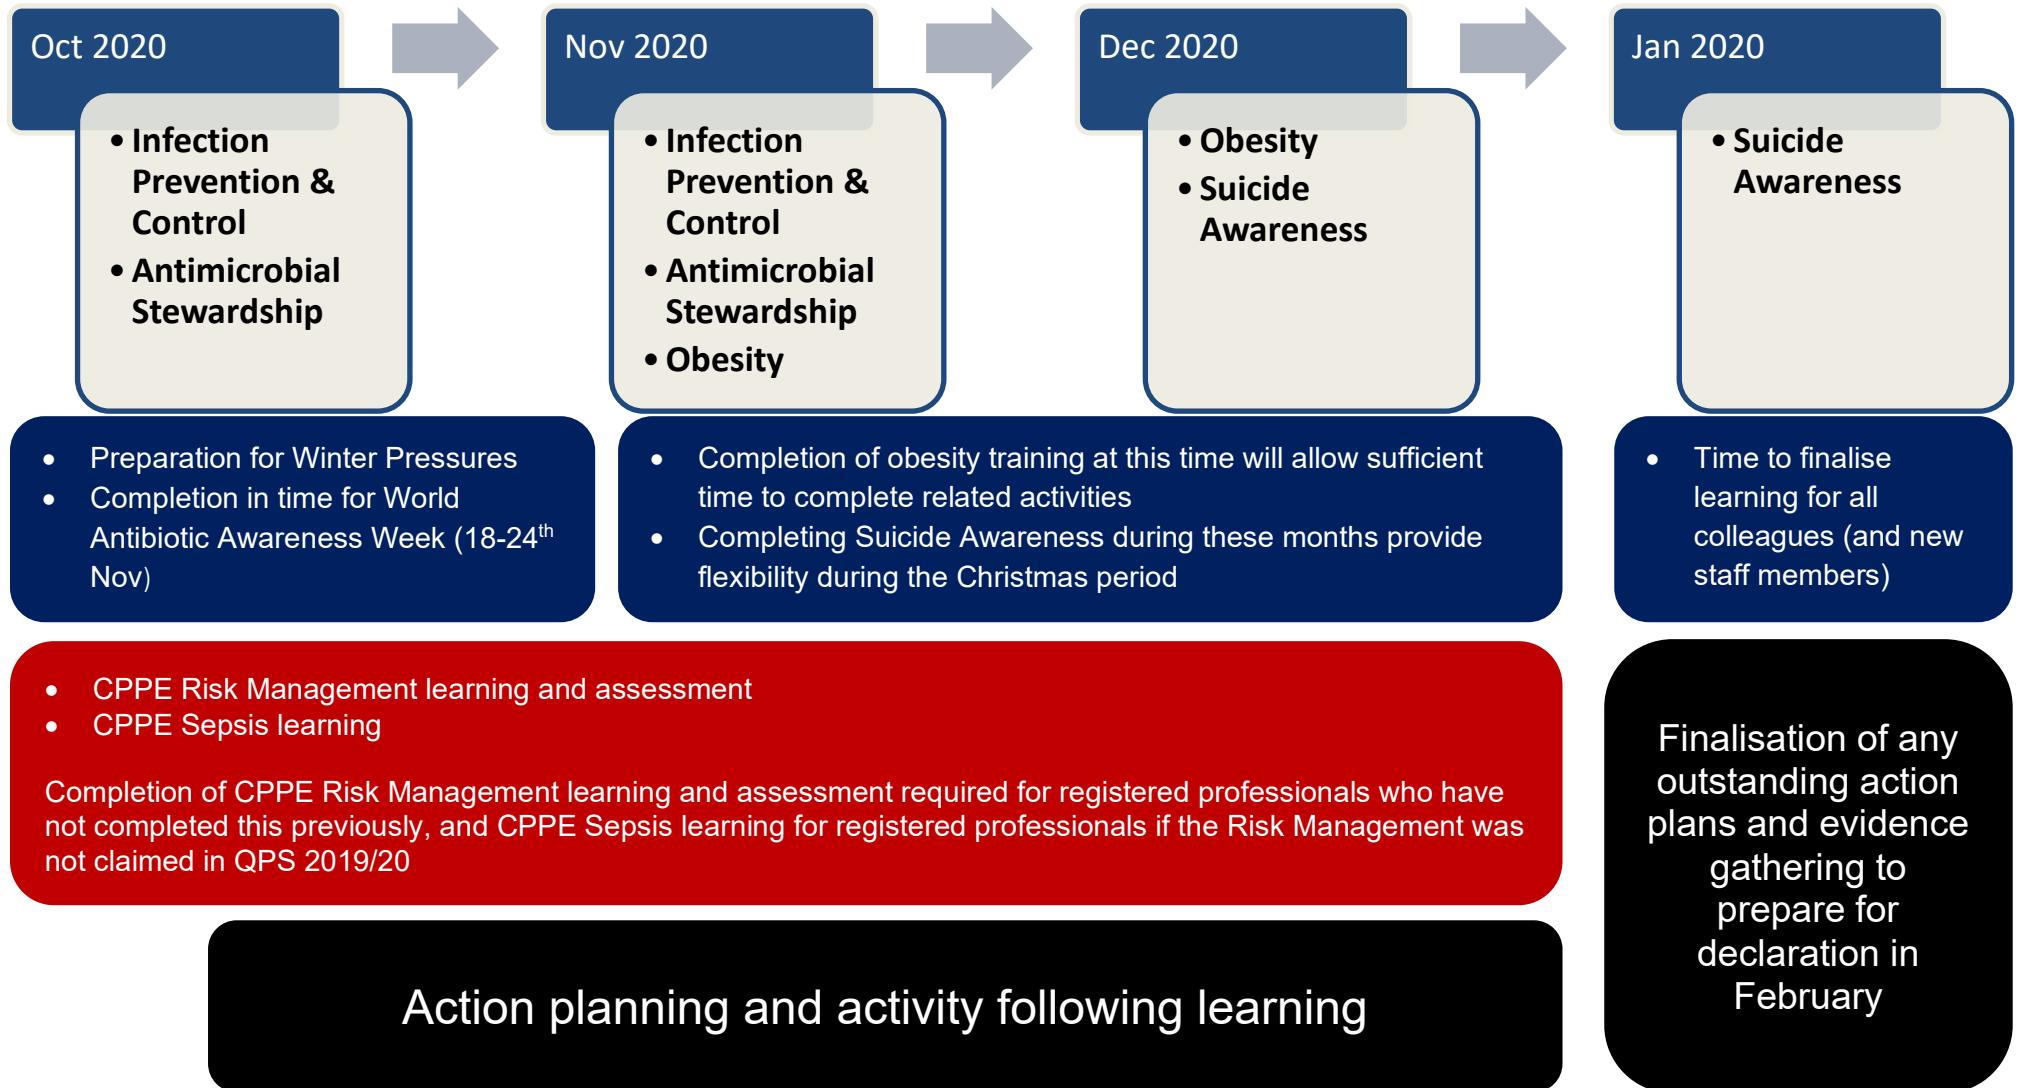 Oct 2020
• Infection
Prevention &
Control
• Antimicrobial
Stewardship
Nov 2020
• Infection
Prevention &
Control
• Antimicrobial
Stewardship
• Obesity
Dec 2020
• Obesity
• Suicide
Awareness
Jan 2020
• Suicide
Awareness
• Preparation for Winter Pressures
• Completion in time for World
Antibiotic Awareness Week (18-24th
Nov)
• Completion of obesity training at this time will allow sufficient
time to complete related activities
• Completing Suicide Awareness during these months provide
flexibility during the Christmas period
• Time to finalise
learning for all
colleagues (and new
staff members)
• CPPE Risk Management learning and assessment
• CPPE Sepsis learning
Completion of CPPE Risk Management learning and assessment required for registered professionals who have
not completed this previously, and CPPE Sepsis learning for registered professionals if the Risk Management was
not claimed in QPS 2019/20
Finalisation of any
outstanding action
plans and evidence
gathering to
prepare for
declaration in
February
Action planning and activity following learning